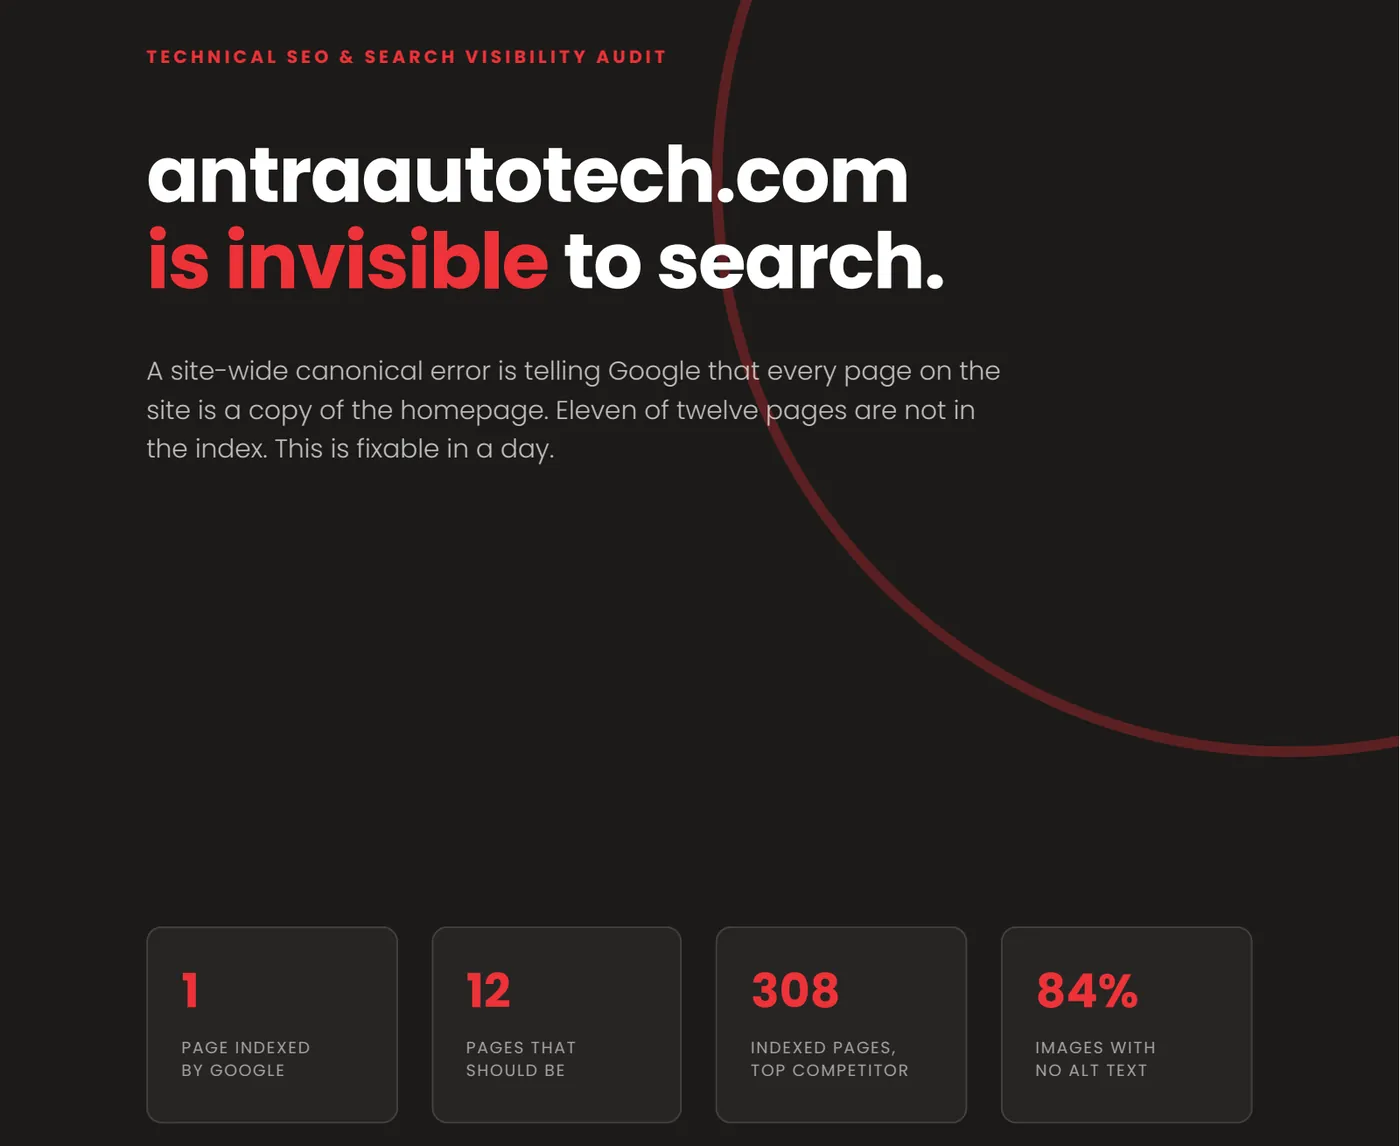 TECHNICAL SEO & SEARCH VISIBILITY AUDIT
antraautotech.com
is invisible to search.
A site-wide canonical error is telling Google that every page on the
site is a copy of the homepage. Eleven of twelve pages are not in
the index. This is fixable in a day.
1
PAGE INDEXED
BY GOOGLE
12
PAGES THAT
SHOULD BE
308
INDEXED PAGES,
TOP COMPETITOR
84%
IMAGES WITH
NO ALT TEXT